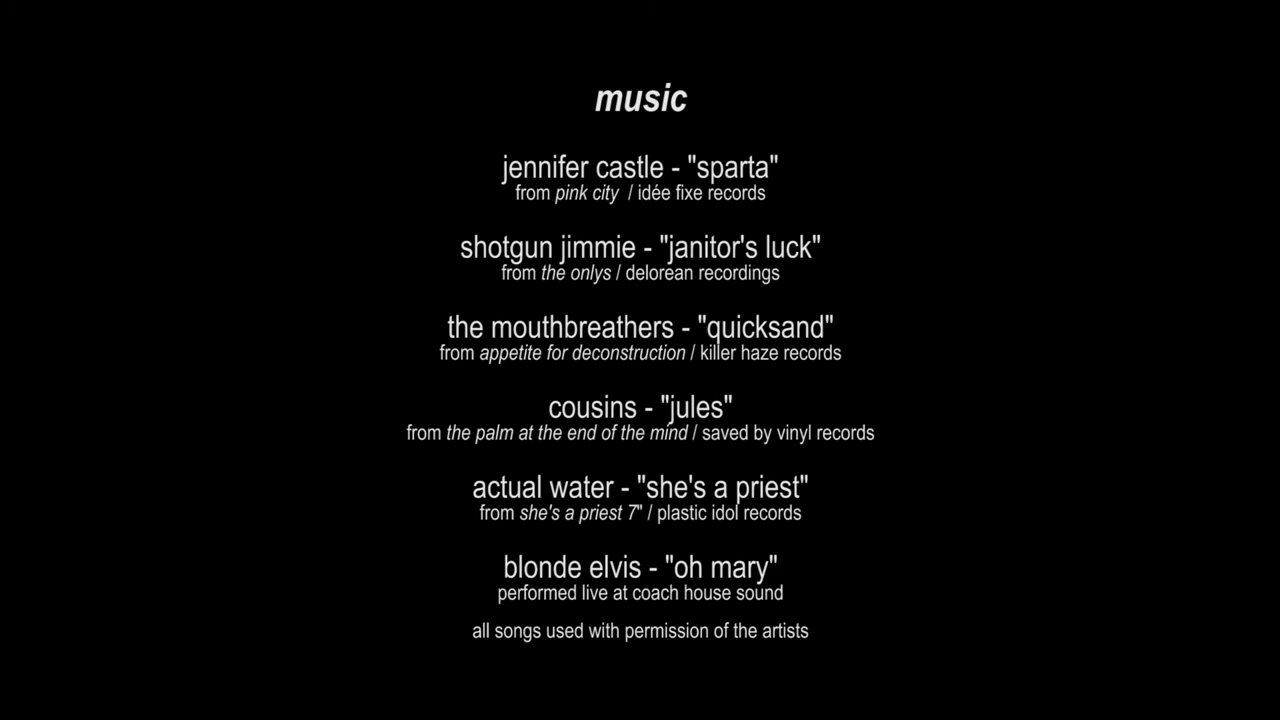 music
jennifer castle - "sparta"
from pink city / idée fixe records
shotgun jimmie - "janitor's luck"
from the onlys / delorean recordings
the mouthbreathers - "quicksand"
from appetite for deconstruction / killer haze records
cousins - "jules"
from the palm at the end of the mind / saved by vinyl records
actual water - "she's a priest"
from she's a priest 7" / plastic idol records
blonde elvis - "oh mary"
performed live at coach house sound
all songs used with permission of the artists